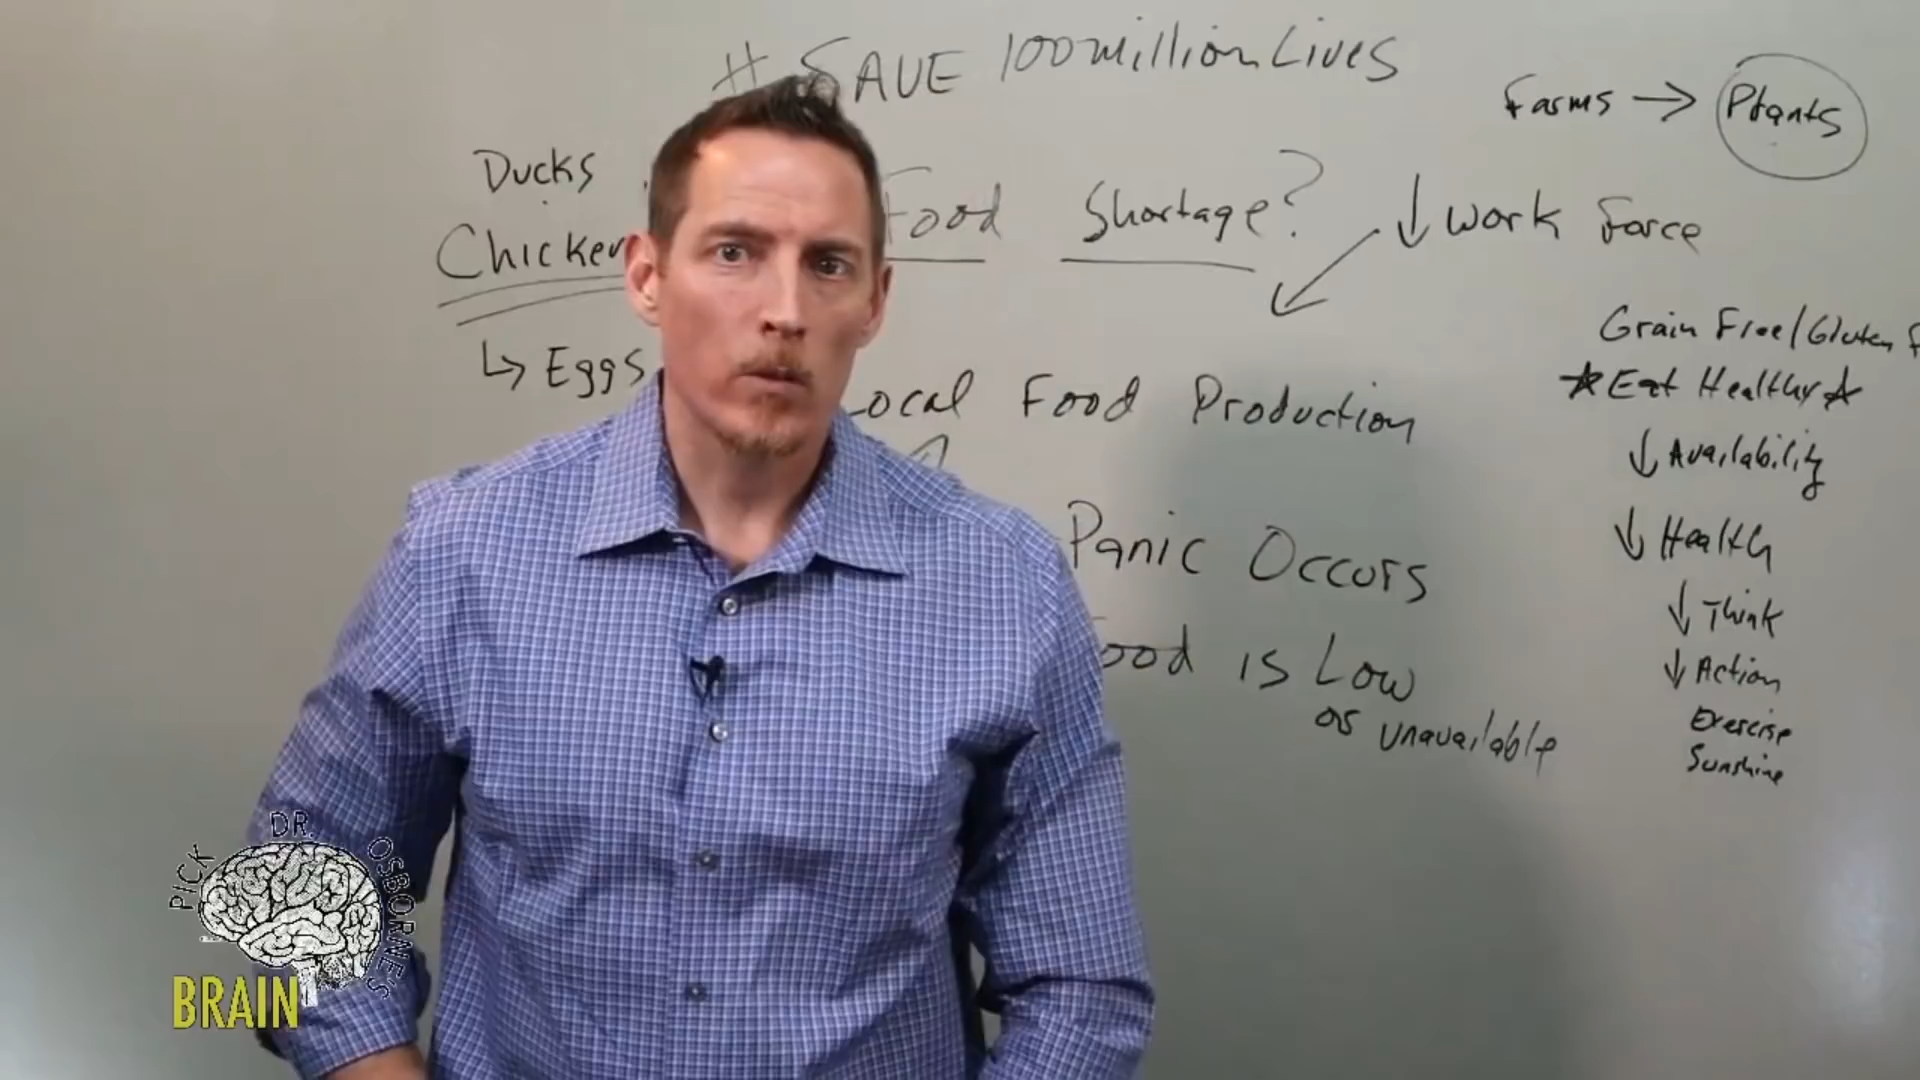 # SAVE 100million Lives
Farms → Plants
Ducks
Food Shortage?
↓ Work Force
Chicken
↳ Eggs
Grain Free/Gluten F
★ Eat Healthy ★
Local Food Production
↓ Availability
Panic Occurs
↓ Health
↓ Think
ood is Low
or unavailable
↓ Action
Exercise
Sunshine
PICK DR. OSBORNE'S
BRAIN